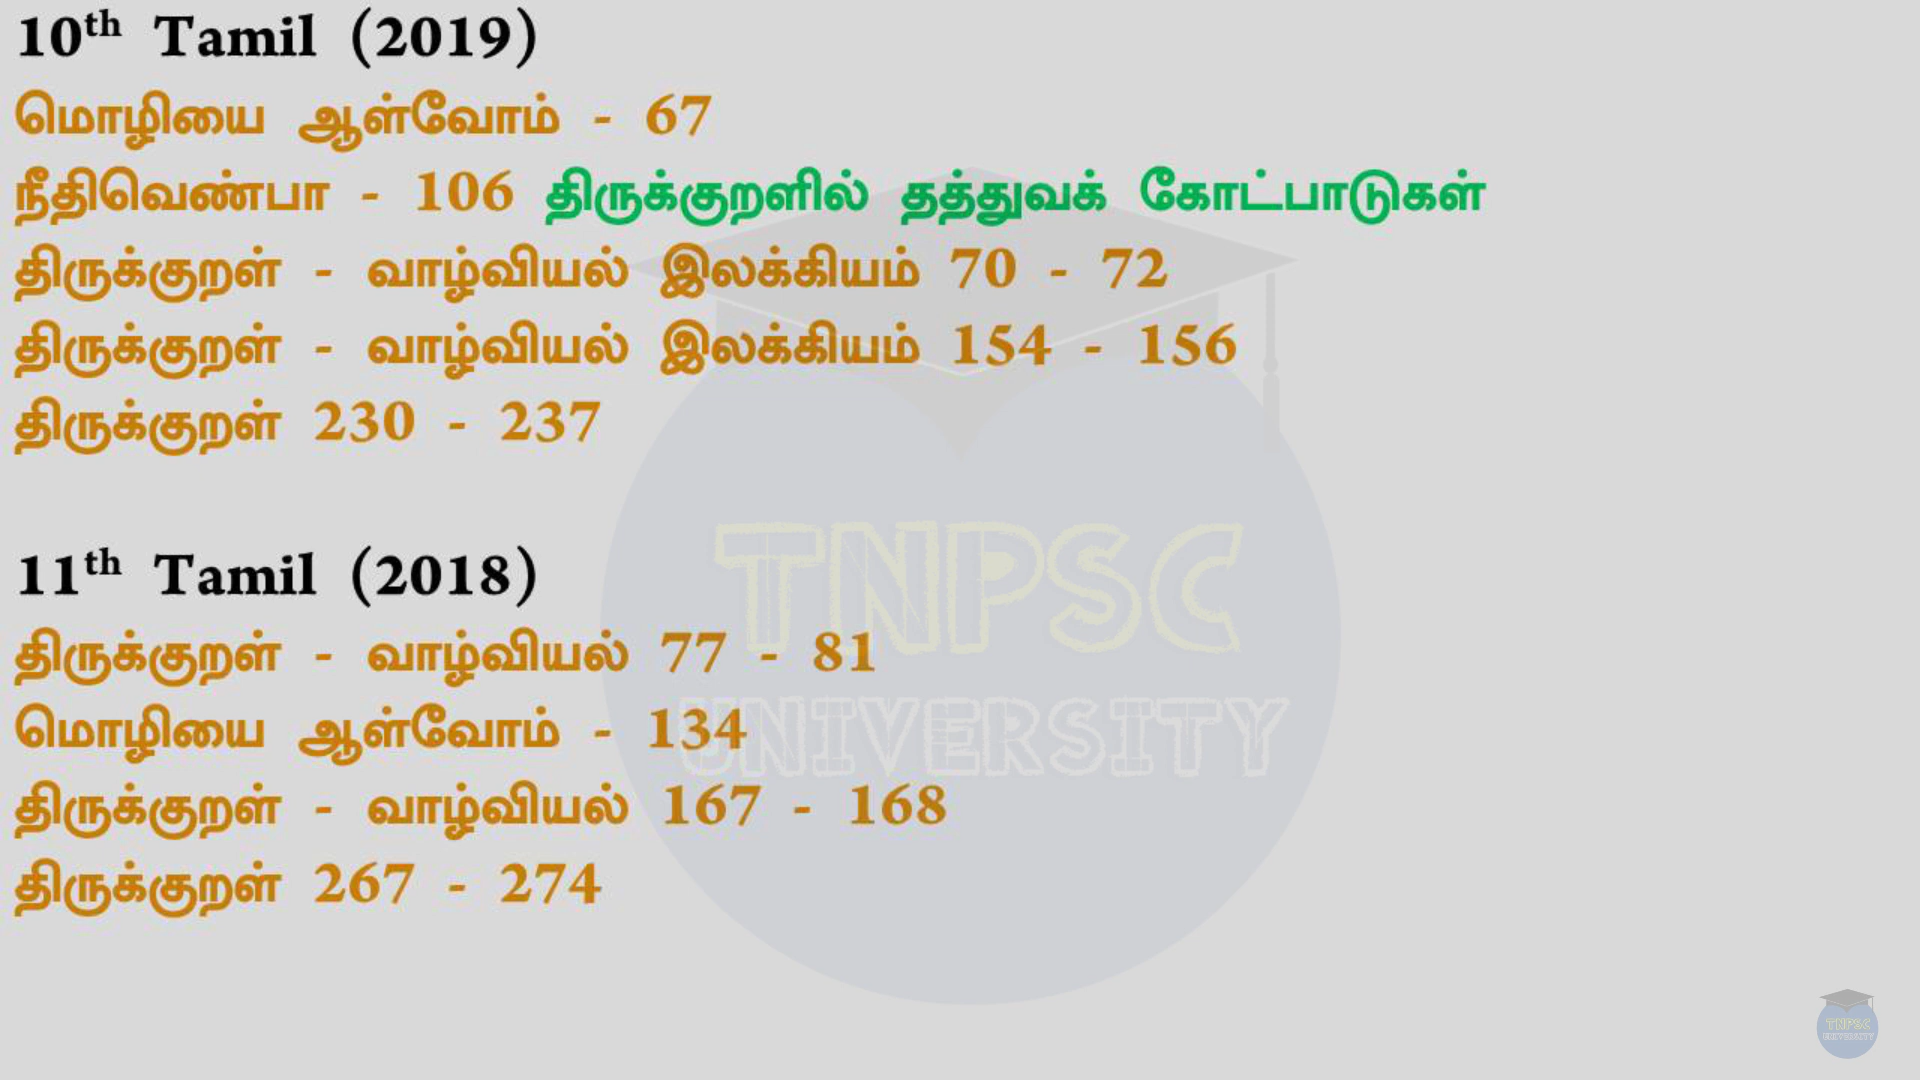 10th Tamil (2019)
மொழியை ஆள்வோம் - 67
நீதிவெண்பா - 106 திருக்குறளில் தத்துவக் கோட்பாடுகள்
திருக்குறள் - வாழ்வியல் இலக்கியம் 70 - 72
திருக்குறள் - வாழ்வியல் இலக்கியம் 154 - 156
திருக்குறள் 230 - 237
11th Tamil (2018)
திருக்குறள் - வாழ்வியல் 77 - 81
மொழியை ஆள்வோம் - 134
திருக்குறள் - வாழ்வியல் 167 - 168
திருக்குறள் 267 - 274
TNPSC
UNIVERSITY
TNPSC
UNIVERSITY